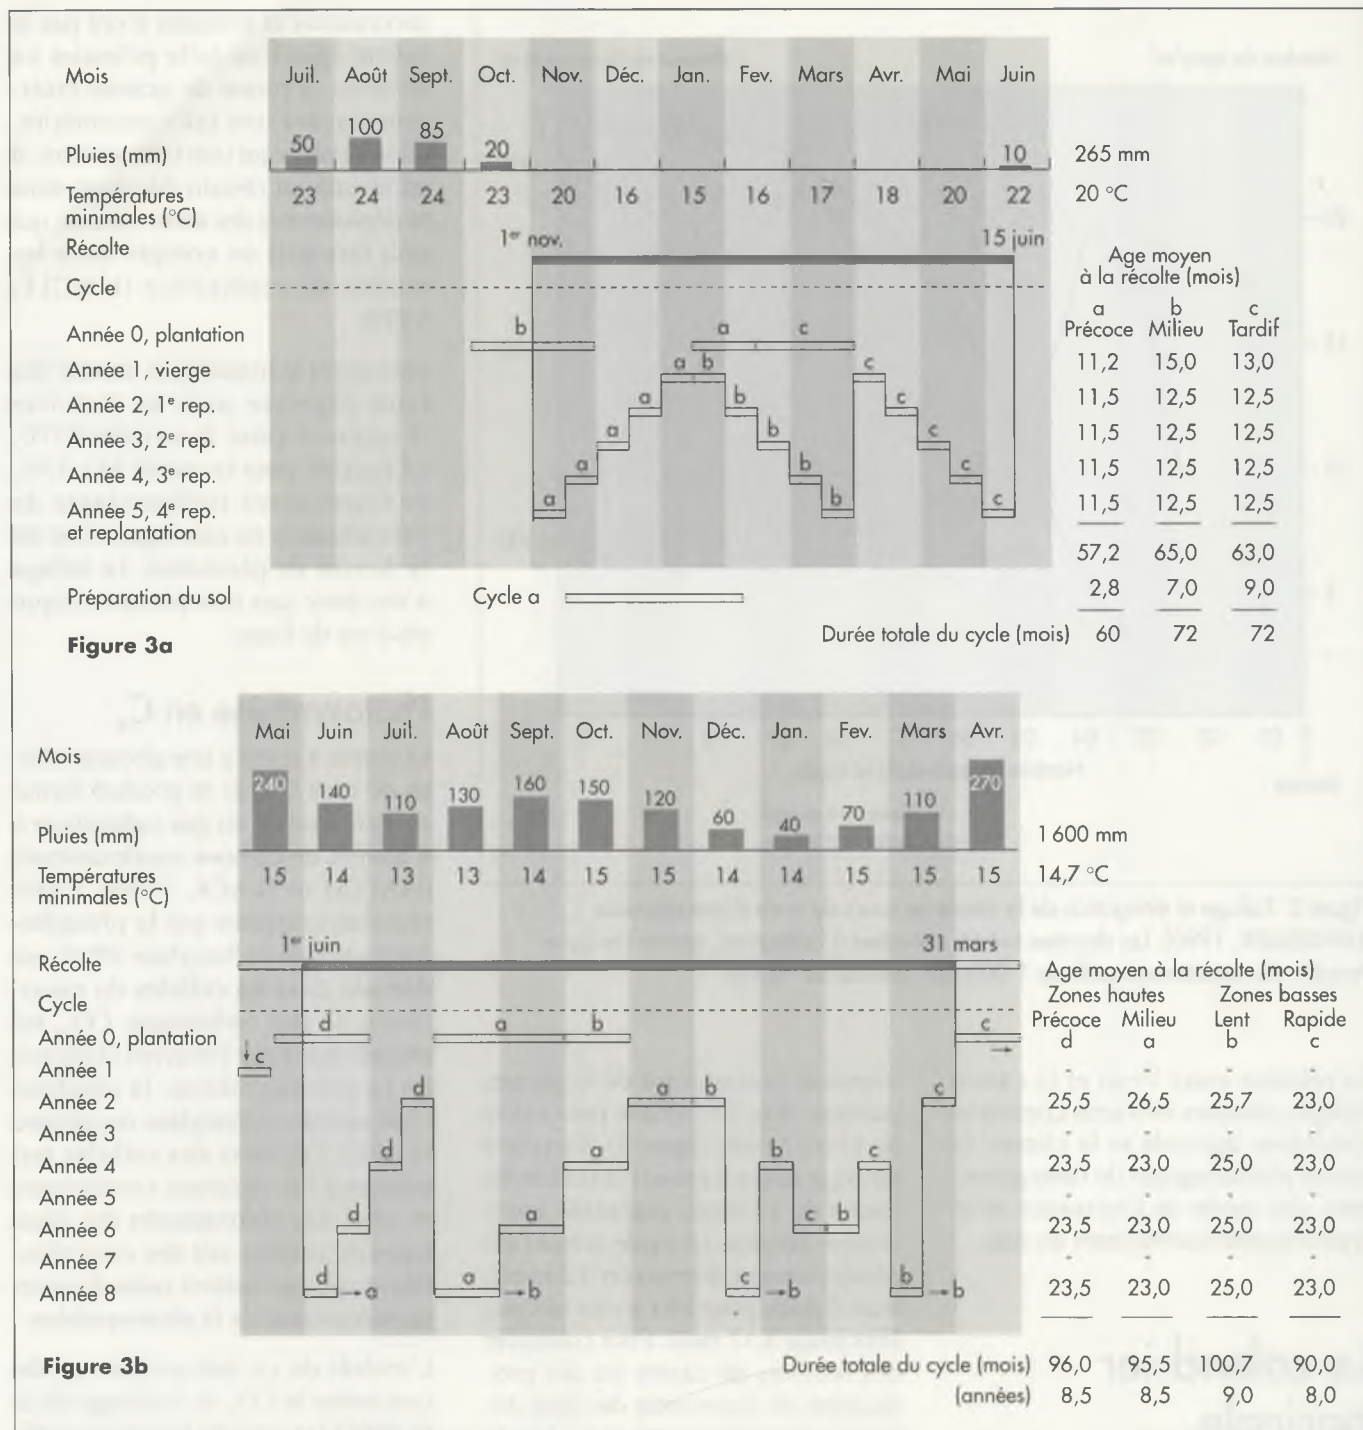 Mois Juil. Août Sept. Oct. Nov. Déc. Jan. Fev. Mars Avr. Mai Juin
50 100 85 20 10
Pluies (mm) 265 mm
Températures 23 24 24 23 20 16 15 16 17 18 20 22 20 °C
minimales (°C)
Récolte 1er nov. 15 juin
Age moyen
à la récolte (mois)
Cycle
a b c
Précoce Milieu Tardif
Année 0, plantation b a c
Année 1, vierge a b c 11,2 15,0 13,0
Année 2, 1e rep. a b c 11,5 12,5 12,5
Année 3, 2e rep. a b c 11,5 12,5 12,5
Année 4, 3e rep. a b c 11,5 12,5 12,5
Année 5, 4e rep. a b c 11,5 12,5 12,5
et replantation
57,2 65,0 63,0
Préparation du sol Cycle a 2,8 7,0 9,0
Durée totale du cycle (mois) 60 72 72
Figure 3a
Mois Mai Juin Juil. Août Sept. Oct. Nov. Déc. Jan. Fev. Mars Avr.
240 140 110 130 160 150 120 60 40 70 110 270
Pluies (mm) 1 600 mm
Températures 15 14 13 13 14 15 15 14 14 15 15 15 14,7 °C
minimales (°C)
1er juin 31 mars
Récolte
Age moyen à la récolte (mois)
Zones hautes Zones basses
Cycle
Précoce Milieu Lent Rapide
d a b c
Année 0, plantation d a b c
Année 1 c - - - -
Année 2 d a b c 25,5 26,5 25,7 23,0
Année 3 - - - -
Année 4 d a b c 23,5 23,0 25,0 23,0
Année 5 - - - -
Année 6 d a c b 23,5 23,0 25,0 23,0
Année 7 - - - -
Année 8 d → a a → b c → b b → b 23,5 23,0 25,0 23,0
Durée totale du cycle (mois) 96,0 95,5 100,7 90,0
(années) 8,5 8,5 9,0 8,0
Figure 3b